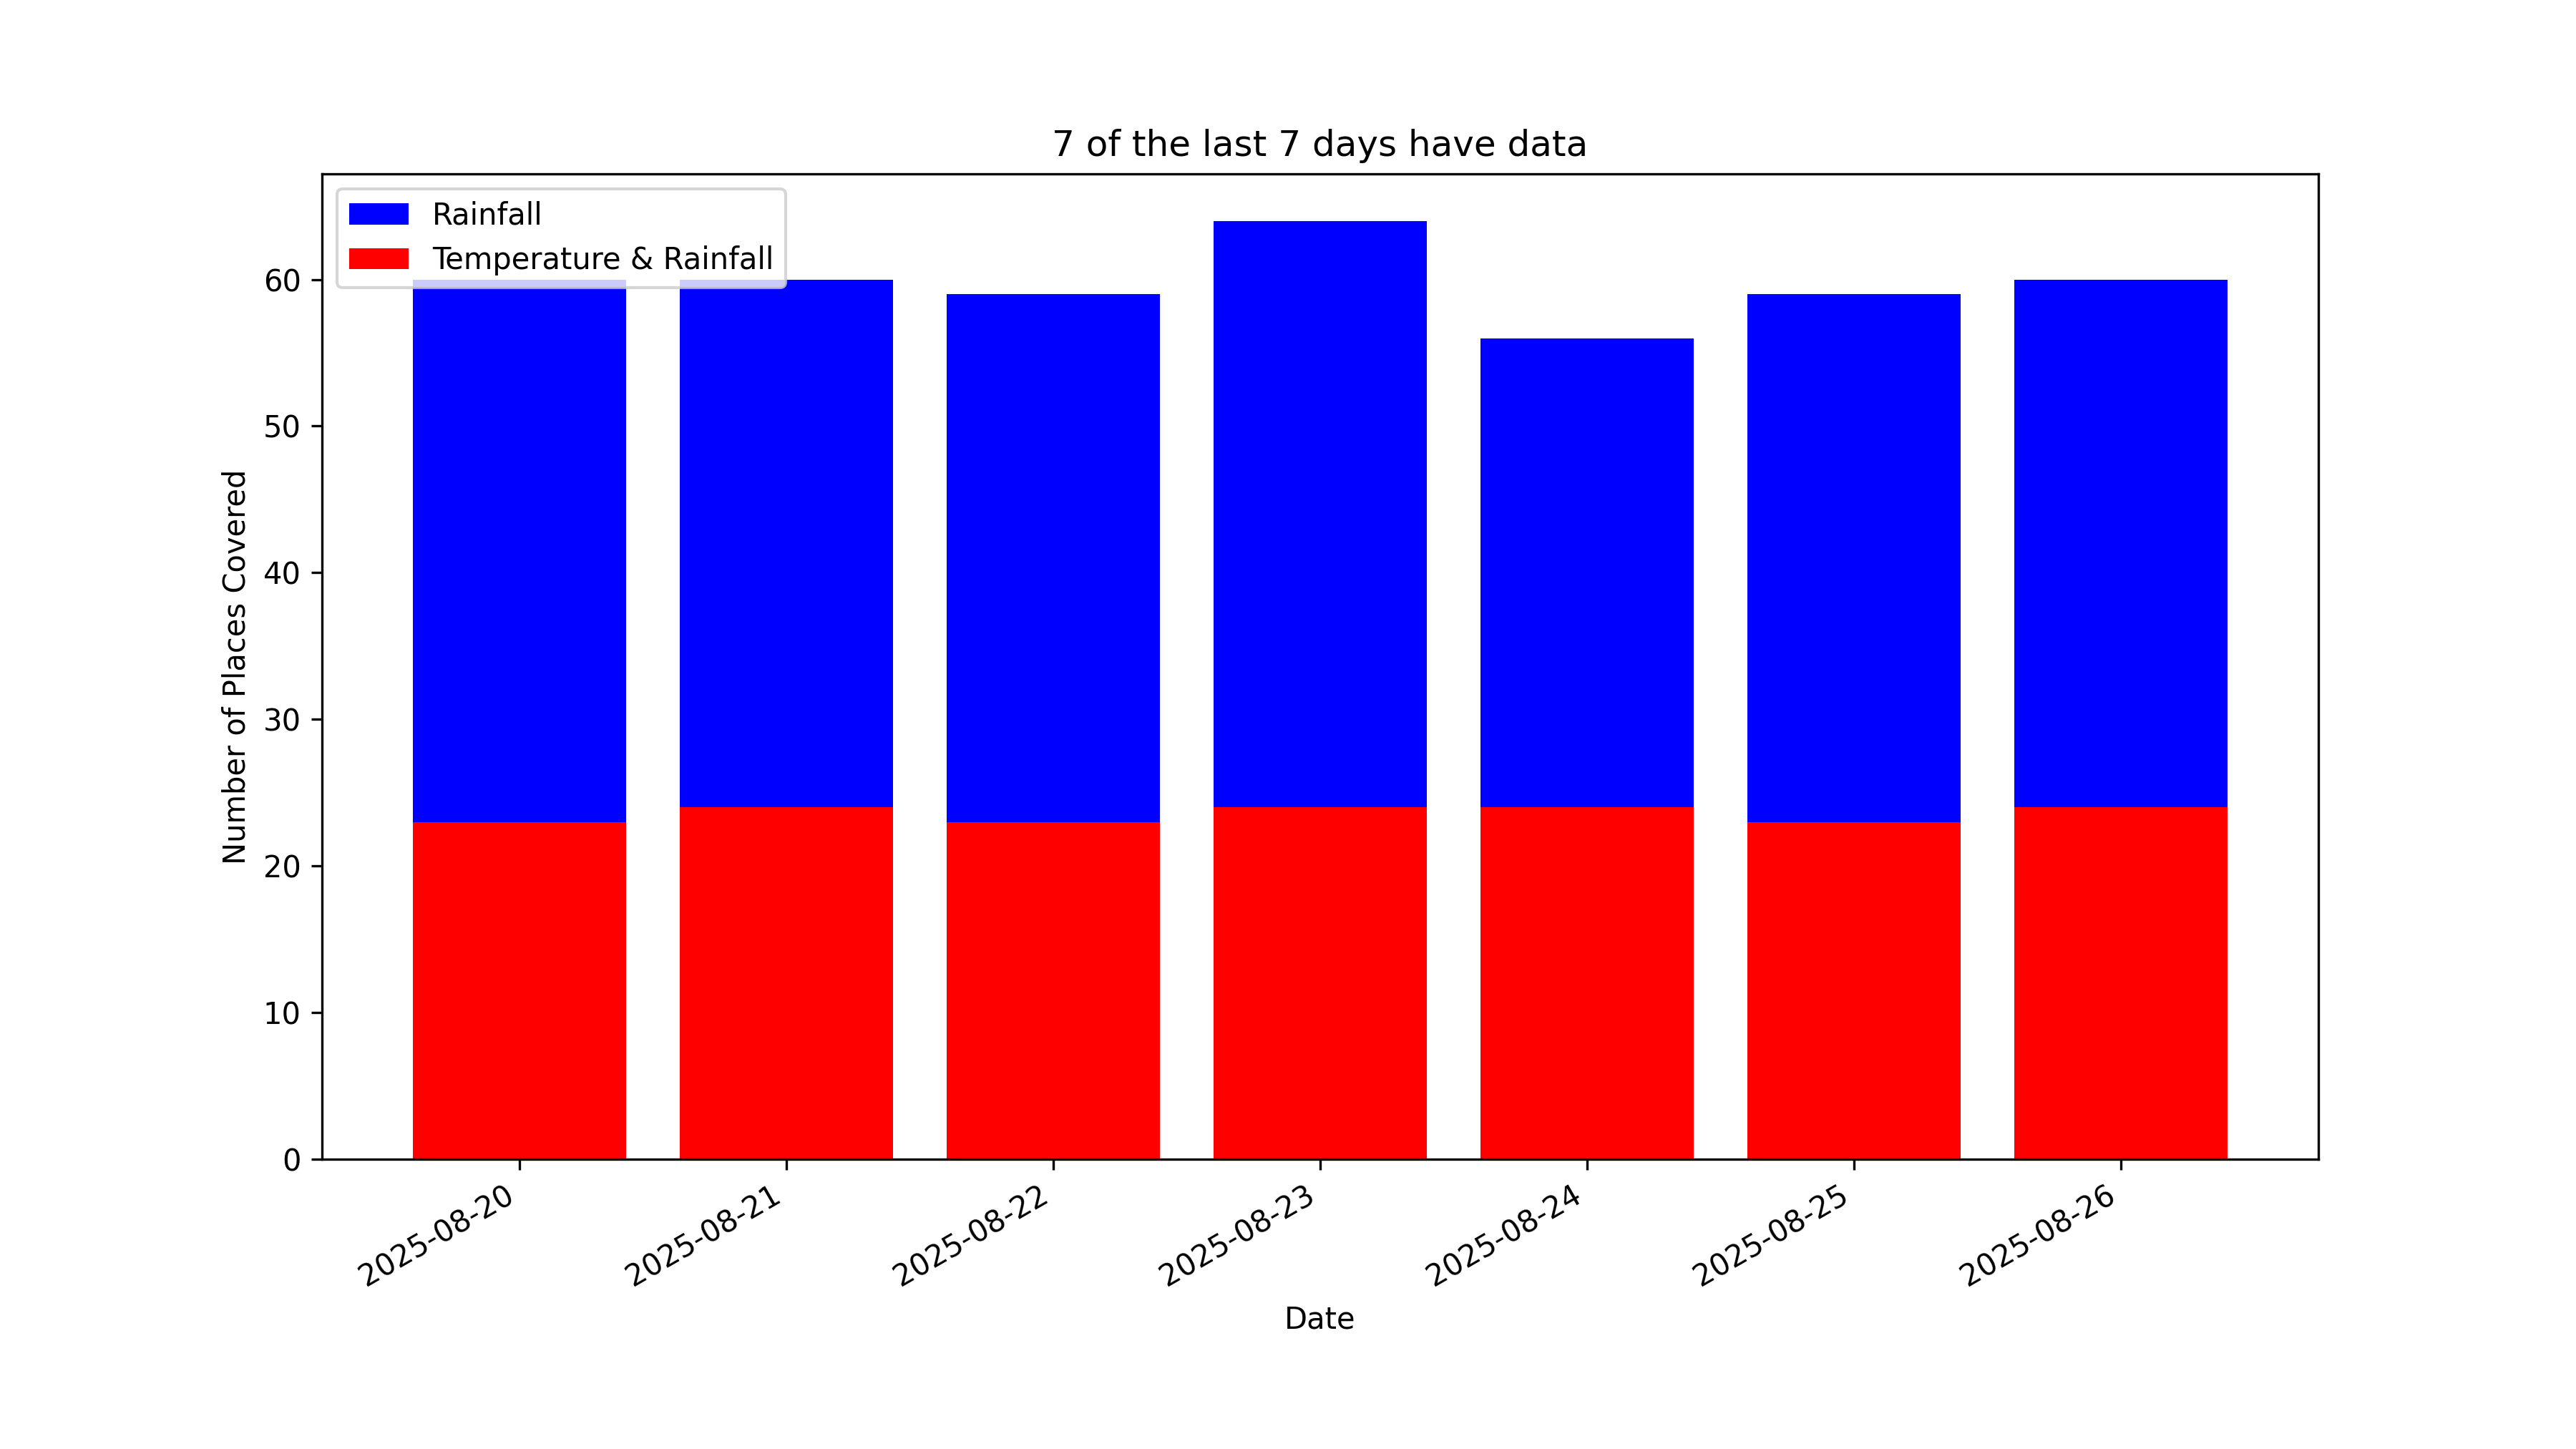 7 of the last 7 days have data
Rainfall
Temperature & Rainfall
Number of Places Covered
60
50
40
30
20
10
0
2025-08-20
2025-08-21
2025-08-22
2025-08-23
2025-08-24
2025-08-25
2025-08-26
Date